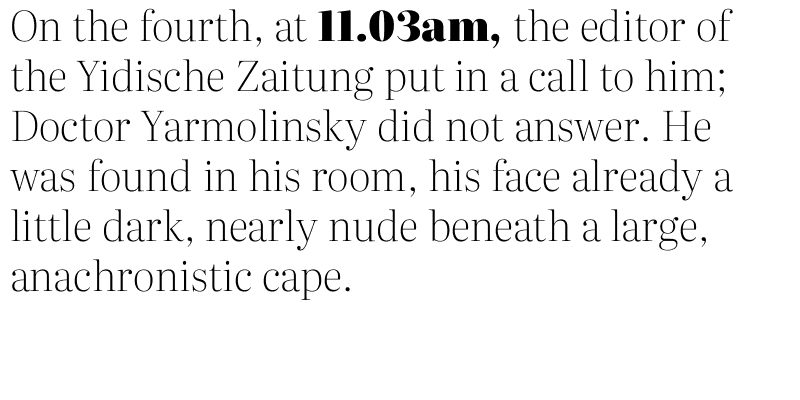 On the fourth, at 11.03am, the editor of
the Yidische Zaitung put in a call to him;
Doctor Yarmolinsky did not answer. He
was found in his room, his face already a
little dark, nearly nude beneath a large,
anachronistic cape.